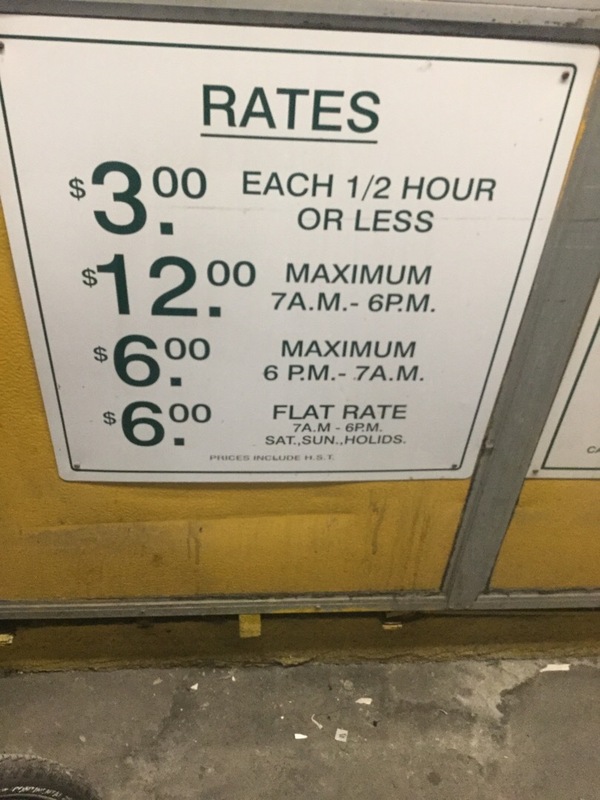 RATES
$3.00 EACH 1/2 HOUR
OR LESS
$12.00 MAXIMUM
7A.M.- 6P.M.
$6.00 MAXIMUM
6 P.M.- 7A.M.
$6.00 FLAT RATE
7A.M - 6P.M.
SAT.,SUN.,HOLIDS.
PRICES INCLUDE H.S.T.
CA